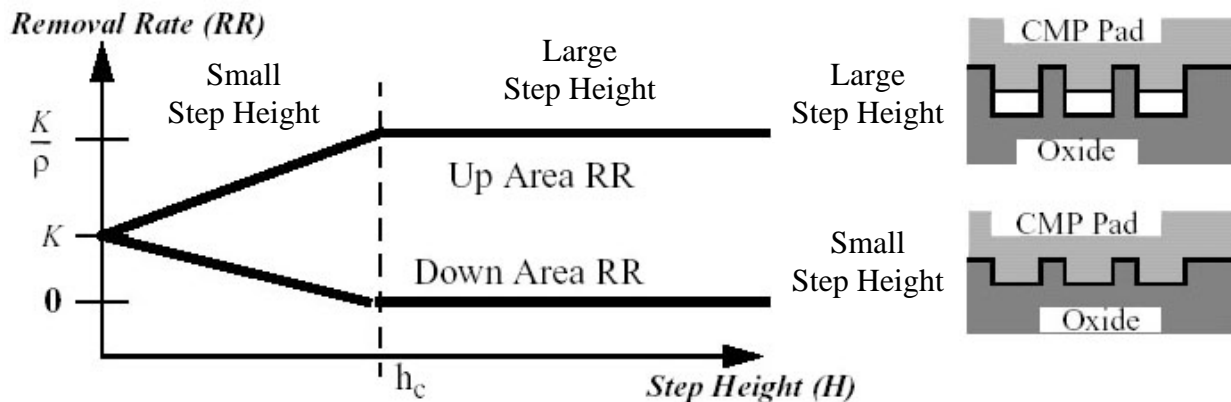 Removal Rate (RR)
Small
Step Height
Large
Step Height
K
ρ
Up Area RR
K
Down Area RR
0
h_c
Step Height (H)
Large
Step Height
CMP Pad
Oxide
Small
Step Height
CMP Pad
Oxide